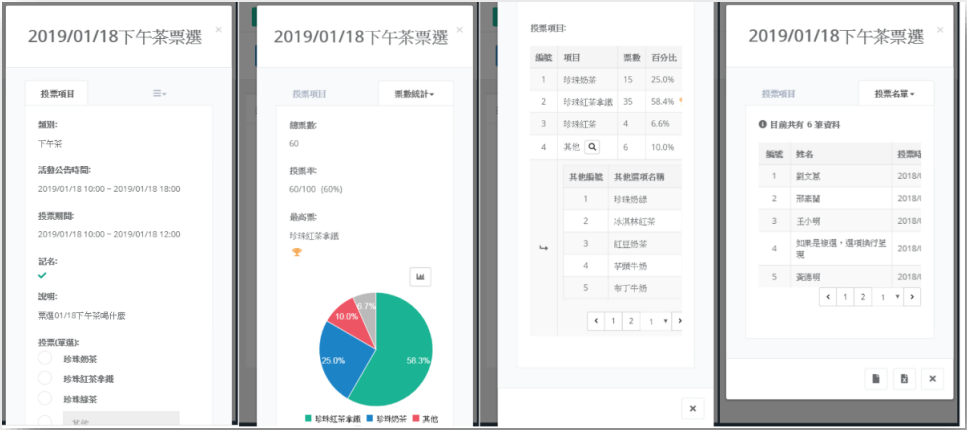 2019/01/18下午茶票選
×
投票項目
類別:
下午茶
活動公告時間:
2019/01/18 10:00 ~ 2019/01/18 18:00
投票期間:
2019/01/18 10:00 ~ 2019/01/18 12:00
記名:
說明:
票選01/18下午茶喝什麼
投票(單選):
珍珠奶茶
珍珠紅茶拿鐵
珍珠綠茶
其他
2019/01/18下午茶票選
×
投票項目
票數統計
總票數:
60
投票率:
60/100 (60%)
最高票:
珍珠紅茶拿鐵
6.7%
10.0%
25.0%
58.3%
珍珠紅茶拿鐵 珍珠奶茶 其他
投票項目:
編號 項目 票數 百分比
1 珍珠奶茶 15 25.0%
2 珍珠紅茶拿鐵 35 58.4%
3 珍珠紅茶 4 6.6%
4 其他 6 10.0%
其他編號 其他選項名稱
1 珍珠奶綠
2 冰淇淋紅茶
3 紅豆奶茶
4 芋頭牛奶
5 布丁牛奶
‹ 1 2 1 ›
×
2019/01/18下午茶票選
×
投票項目
投票名單
目前共有 6 筆資料
編號 姓名 投票時
1 劉文蕙 2018/0
2 邢素蘭 2018/0
3 王小明 2018/0
4 如果是複選，選項換行呈現 2018/0
5 黃德明 2018/0
‹ 1 2 1 ›
×